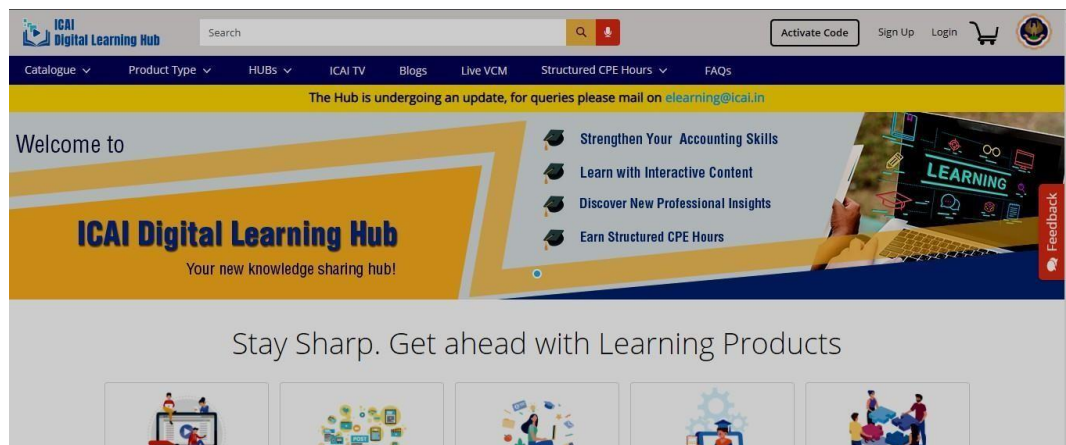 ICAI
Digital Learning Hub
Search
Activate Code
Sign Up
Login
Catalogue
Product Type
HUBs
ICAI TV
Blogs
Live VCM
Structured CPE Hours
FAQs
The Hub is undergoing an update, for queries please mail on elearning@icai.in
Welcome to
ICAI Digital Learning Hub
Your new knowledge sharing hub!
Strengthen Your Accounting Skills
Learn with Interactive Content
Discover New Professional Insights
Earn Structured CPE Hours
LEARNING
Feedback
Stay Sharp. Get ahead with Learning Products
POST